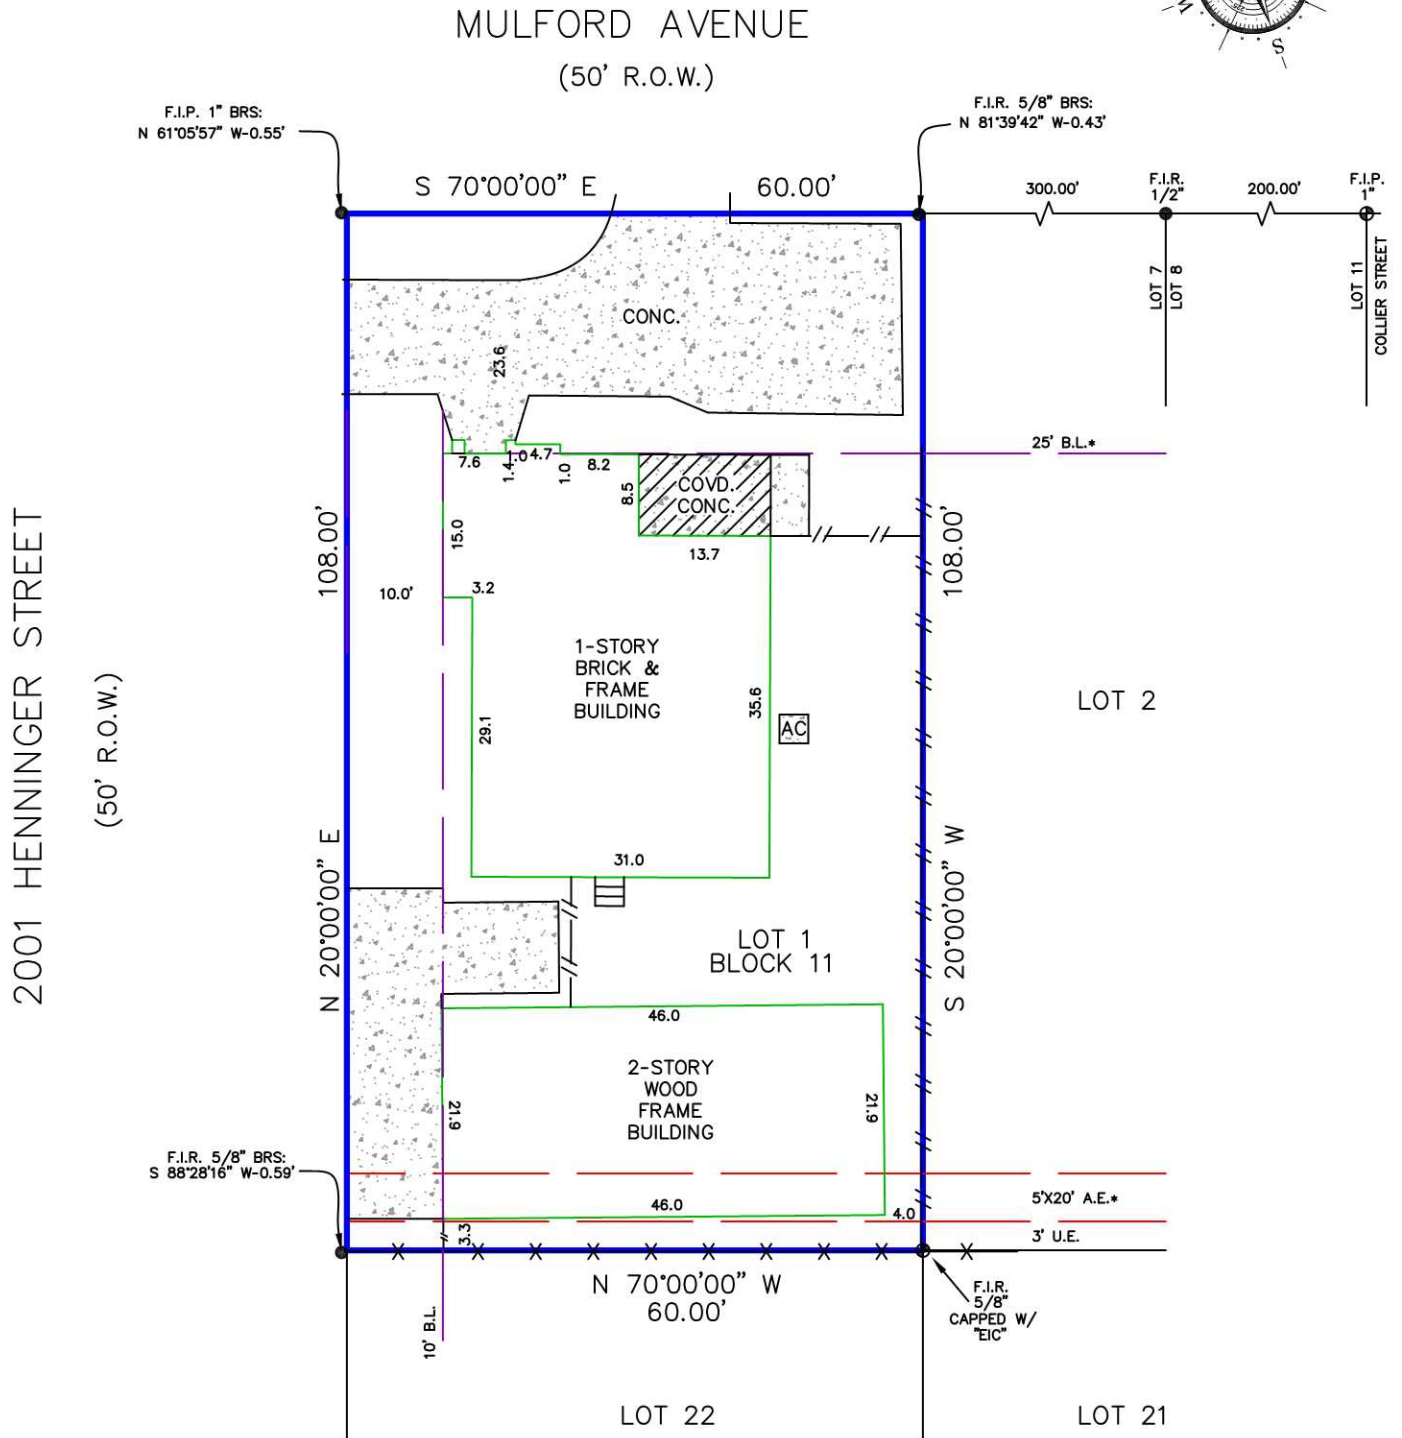 MULFORD AVENUE
(50' R.O.W.)
W
S
225
F.I.P. 1" BRS:
N 61°05'57" W-0.55'
F.I.R. 5/8" BRS:
N 81°39'42" W-0.43'
S 70°00'00" E
60.00'
300.00'
F.I.R.
1/2"
200.00'
F.I.P.
1"
LOT 7
LOT 8
LOT 11
COLLIER STREET
CONC.
23.6
25' B.L.*
7.6
1.4
1.0
4.7
1.0
8.2
8.5
COVD.
CONC.
13.7
15.0
108.00'
108.00'
10.0'
3.2
1-STORY
BRICK &
FRAME
BUILDING
29.1
35.6
AC
LOT 2
2001 HENNINGER STREET
(50' R.O.W.)
N 20°00'00" E
S 20°00'00" W
31.0
LOT 1
BLOCK 11
46.0
2-STORY
WOOD
FRAME
BUILDING
21.9
21.9
F.I.R. 5/8" BRS:
S 88°28'16" W-0.59'
46.0
4.0
5'X20' A.E.*
3.3
3' U.E.
N 70°00'00" W
60.00'
F.I.R.
5/8"
CAPPED W/
"EIC"
10' B.L.
LOT 22
LOT 21